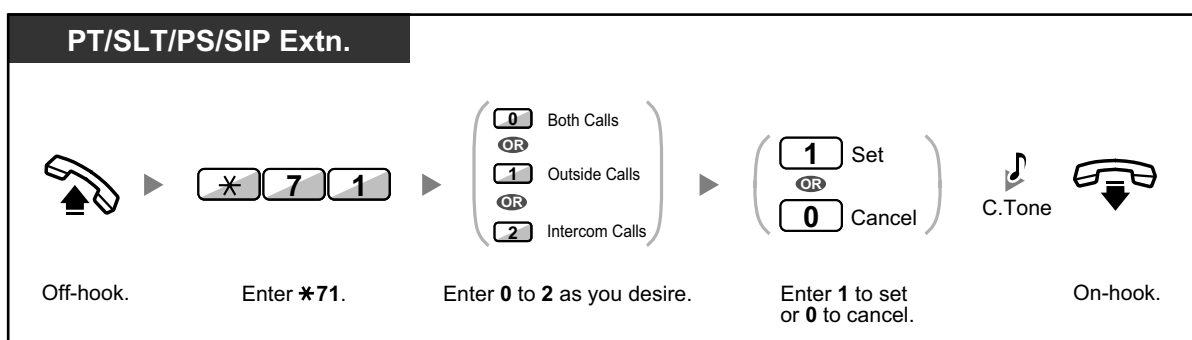 PT/SLT/PS/SIP Extn.
0 Both Calls
OR
1 Outside Calls
OR
2 Intercom Calls
✳ 7 1
1 Set
OR
0 Cancel
C.Tone
Off-hook.
Enter ✳71.
Enter 0 to 2 as you desire.
Enter 1 to set
or 0 to cancel.
On-hook.